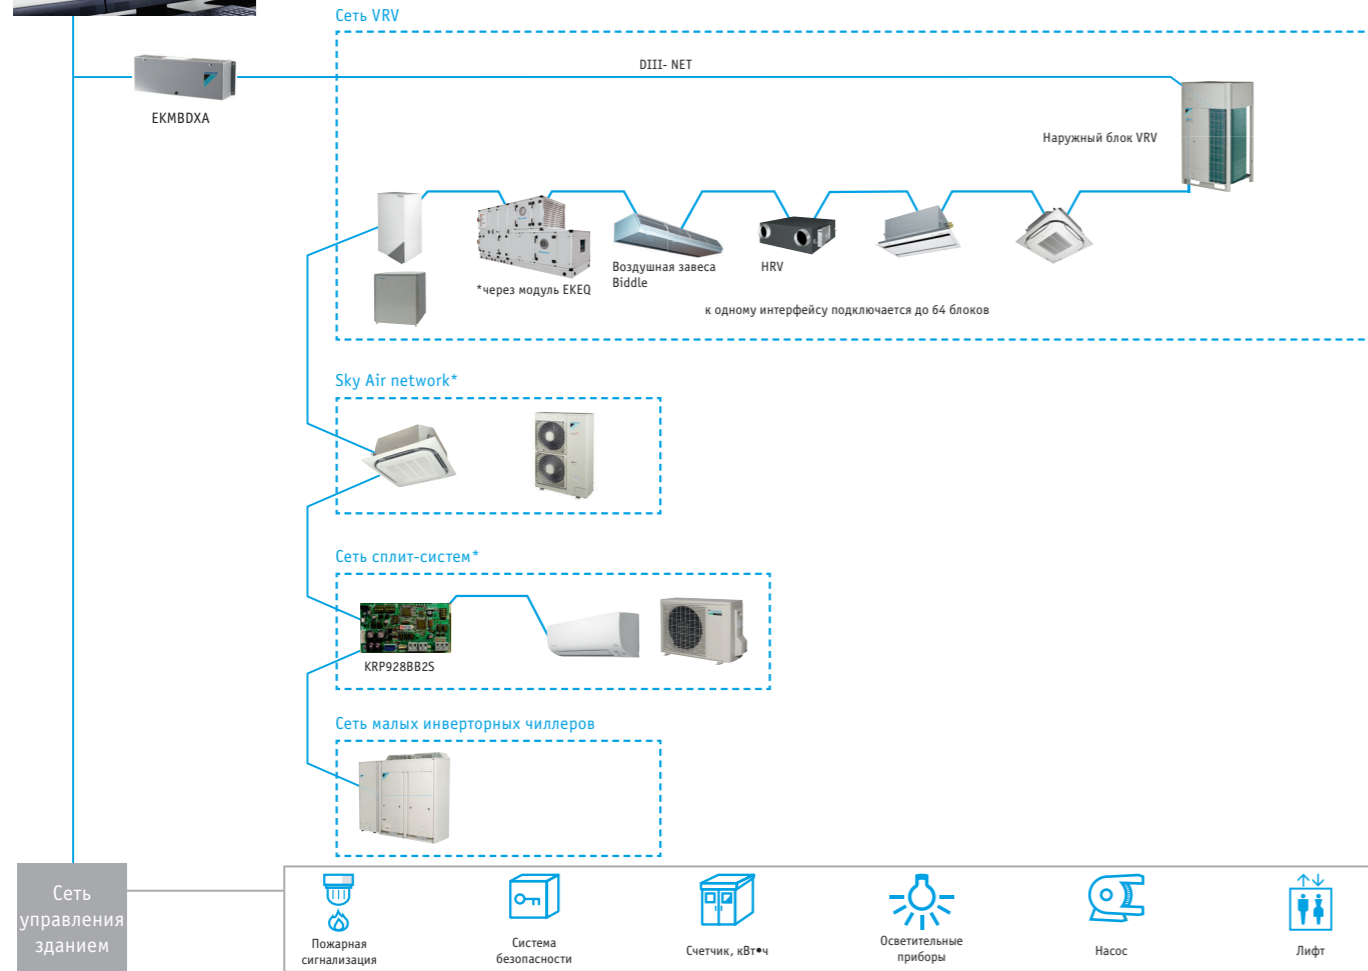 Сеть VRV
DIII- NET
EKMBDXA
Наружный блок VRV
Воздушная завеса
Biddle
HRV
*через модуль EKEQ
к одному интерфейсу подключается до 64 блоков
Sky Air network*
Сеть сплит-систем*
KRP928BB2S
Сеть малых инверторных чиллеров
Сеть
управления
зданием
Пожарная
сигнализация
Система
безопасности
Счетчик, кВт•ч
Осветительные
приборы
Насос
Лифт